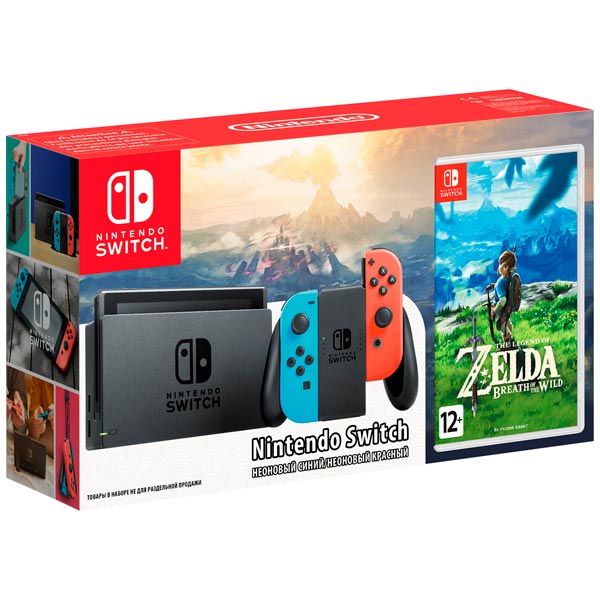 Nintendo
NINTENDO
SWITCH
NINTENDO
SWITCH
NINTENDO
SWITCH
Nintendo Switch
НЕОНОВЫЙ СИНИЙ/НЕОНОВЫЙ КРАСНЫЙ
ТОВАРЫ В НАБОРЕ НЕ ДЛЯ РАЗДЕЛЬНОЙ ПРОДАЖИ
THE LEGEND OF
ZELDA
BREATH OF THE WILD
12+